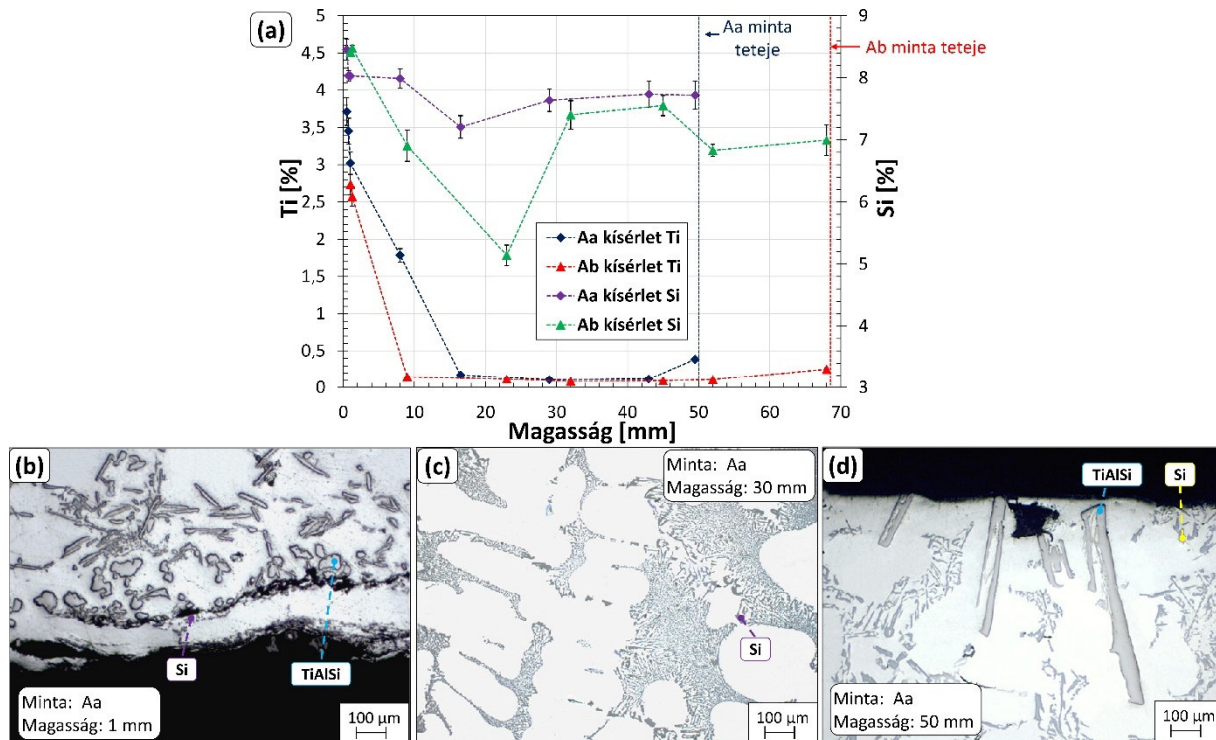 (a)
5
4,5
4
3,5
3
2,5
2
1,5
1
0,5
0
Ti [%]
9
8
7
6
5
4
3
Si [%]
Aa minta
teteje
Ab minta teteje
Aa kísérlet Ti
Ab kísérlet Ti
Aa kísérlet Si
Ab kísérlet Si
0 10 20 30 40 50 60 70
Magasság [mm]
(b)
Si
TiAlSi
Minta: Aa
Magasság: 1 mm
100 µm
(c)
Minta: Aa
Magasság: 30 mm
Si
100 µm
(d)
TiAlSi
Si
Minta: Aa
Magasság: 50 mm
100 µm